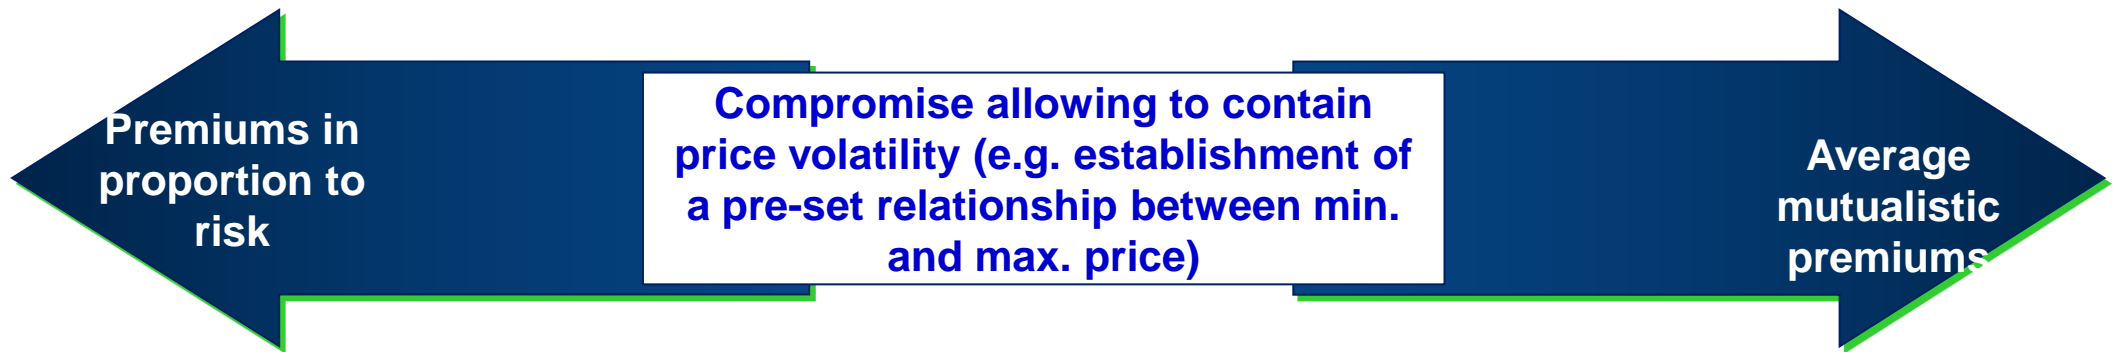 Premiums in
proportion to
risk
Compromise allowing to contain
price volatility (e.g. establishment of
a pre-set relationship between min.
and max. price)
Average
mutualistic
premiums